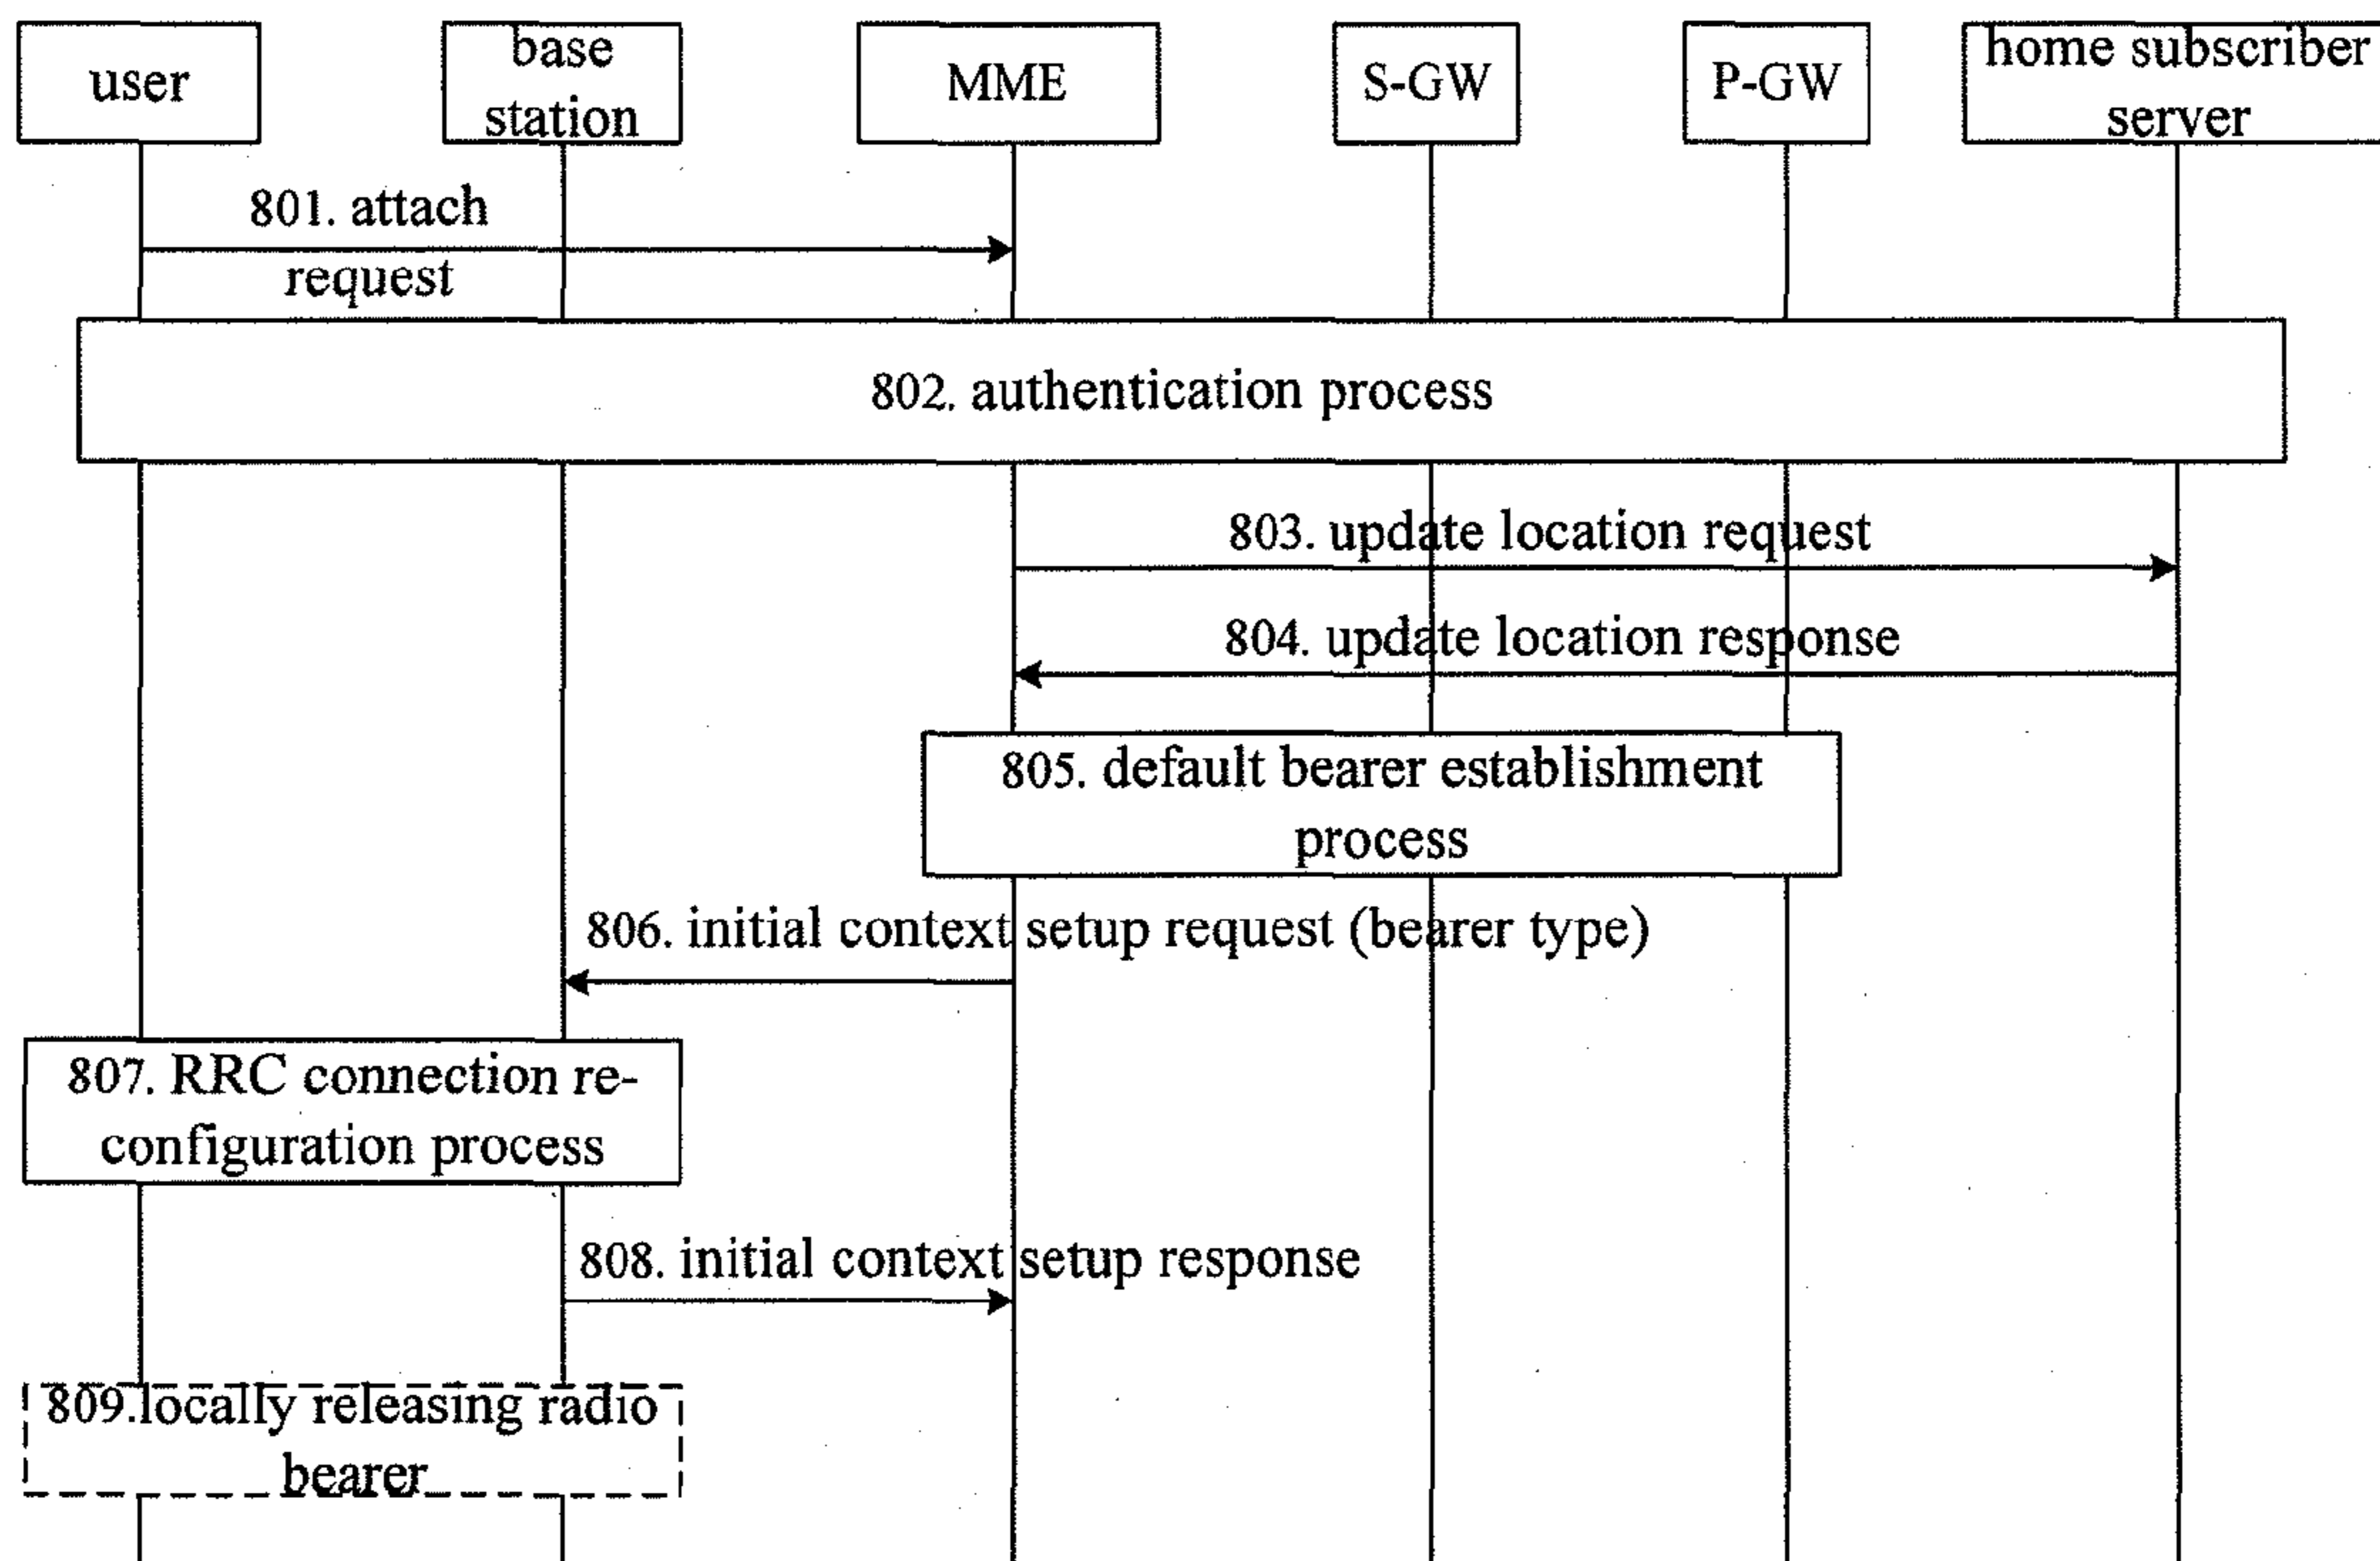 user
base
station
MME
S-GW
P-GW
home subscriber
server
801. attach
request
802. authentication process
803. update location request
804. update location response
805. default bearer establishment
process
806. initial context setup request (bearer type)
807. RRC connection re-
configuration process
808. initial context setup response
809.locally releasing radio
bearer